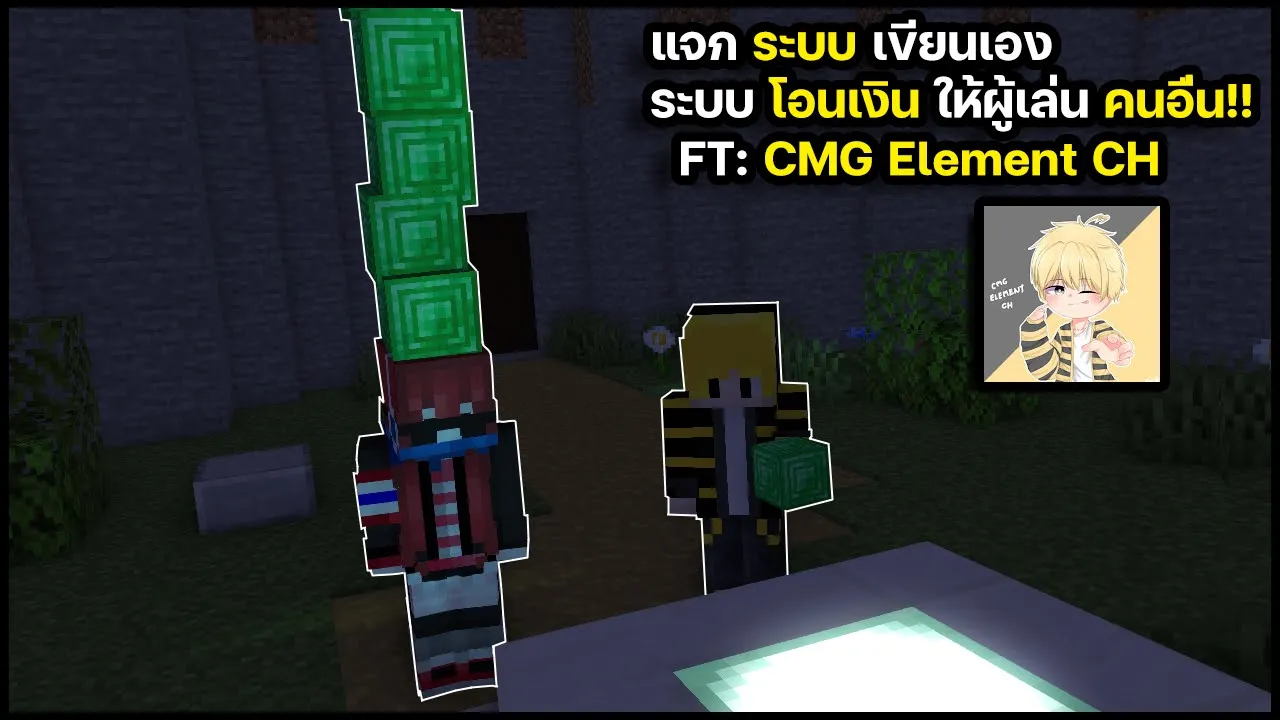 แจก ระบบ เขียนเอง
ระบบ โอนเงิน ให้ผู้เล่น คนอื่น!!
FT: CMG Element CH
CMG
ELEMENT
CH